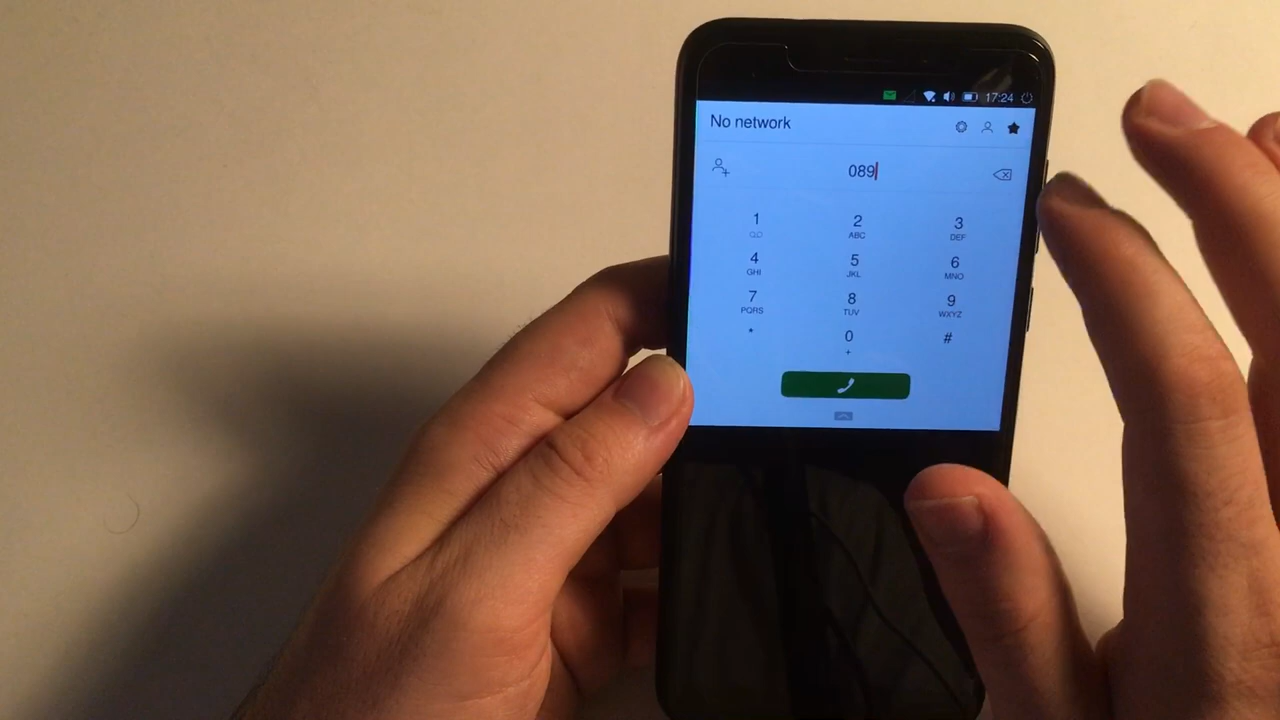 17:24
No network
089
1 2 3
ABC DEF
4 5 6
GHI JKL MNO
7 8 9
PQRS TUV WXYZ
* 0 #
+